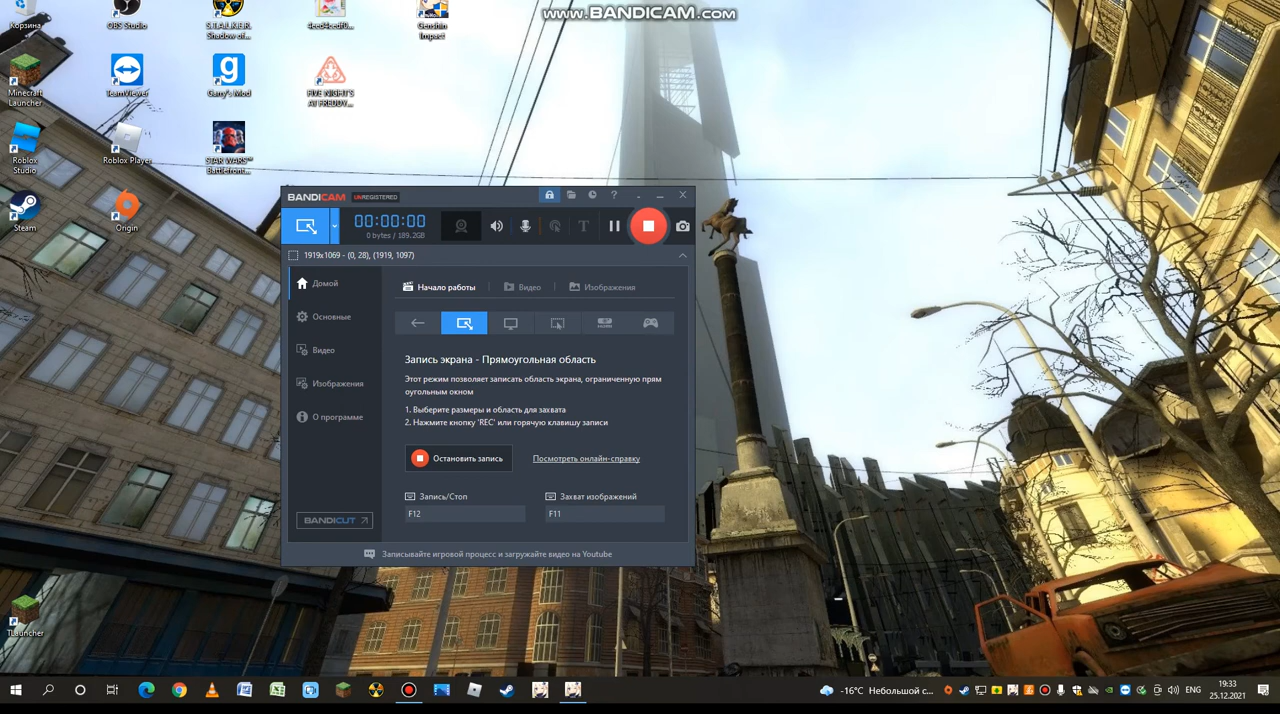 www.BANDICAM.com
Корзина
OBS Studio
S.T.A.L.K.E.R.
Shadow of...
4eed4cedf0...
Genshin
Impact
Minecraft
Launcher
TeamViewer
Garry's Mod
FIVE NIGHT'S
AT FREDDY...
Roblox
Studio
Roblox Player
STAR WARS™
Battlefront...
Steam
Origin
TLauncher
BANDICAM UNREGISTERED
00:00:00
0 bytes / 189.2GB
1919x1069 - (0, 28), (1919, 1097)
Домой
Основные
Видео
Изображения
О программе
BANDICUT
Начало работы
Видео
Изображения
Запись экрана - Прямоугольная область
Этот режим позволяет записать область экрана, ограниченную прям
оугольным окном
1. Выберите размеры и область для захвата
2. Нажмите кнопку 'REC' или горячую клавишу записи
Остановить запись
Посмотреть онлайн-справку
Запись/Стоп
Захват изображений
F12
F11
Записывайте игровой процесс и загружайте видео на Youtube
-16°C Небольшой с...
ENG
19:33
25.12.2021